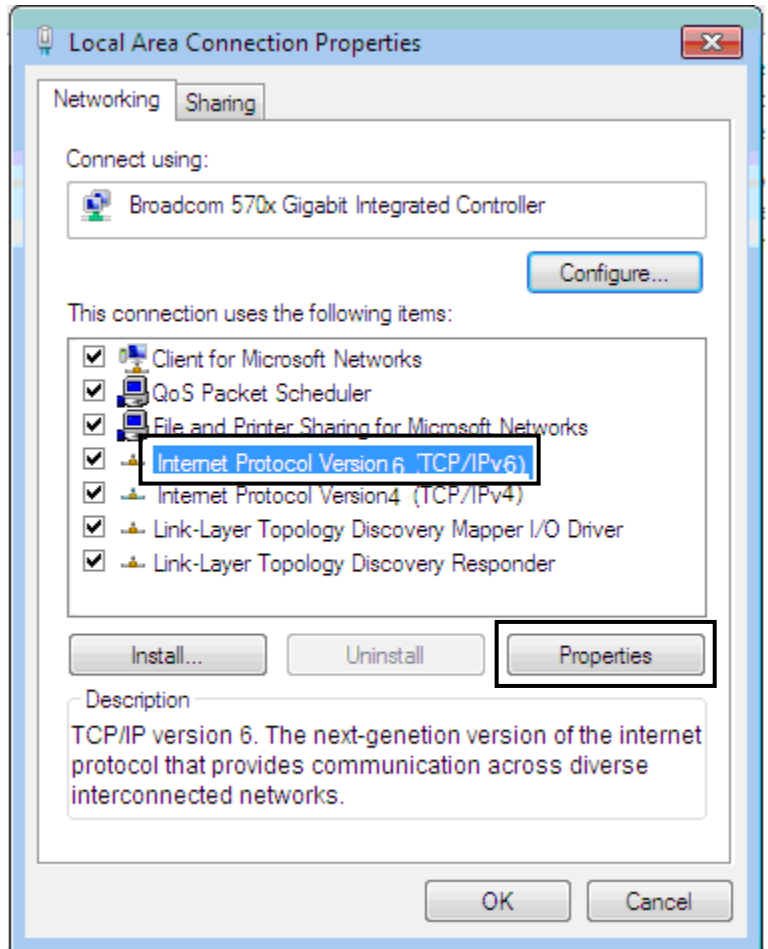 Local Area Connection Properties
Networking
Sharing
Connect using:
Broadcom 570x Gigabit Integrated Controller
Configure...
This connection uses the following items:
Client for Microsoft Networks
QoS Packet Scheduler
File and Printer Sharing for Microsoft Networks
Internet Protocol Version 6 (TCP/IPv6)
Internet Protocol Version4 (TCP/IPv4)
Link-Layer Topology Discovery Mapper I/O Driver
Link-Layer Topology Discovery Responder
Install...
Uninstall
Properties
Description
TCP/IP version 6. The next-genetion version of the internet
protocol that provides communication across diverse
interconnected networks.
OK
Cancel